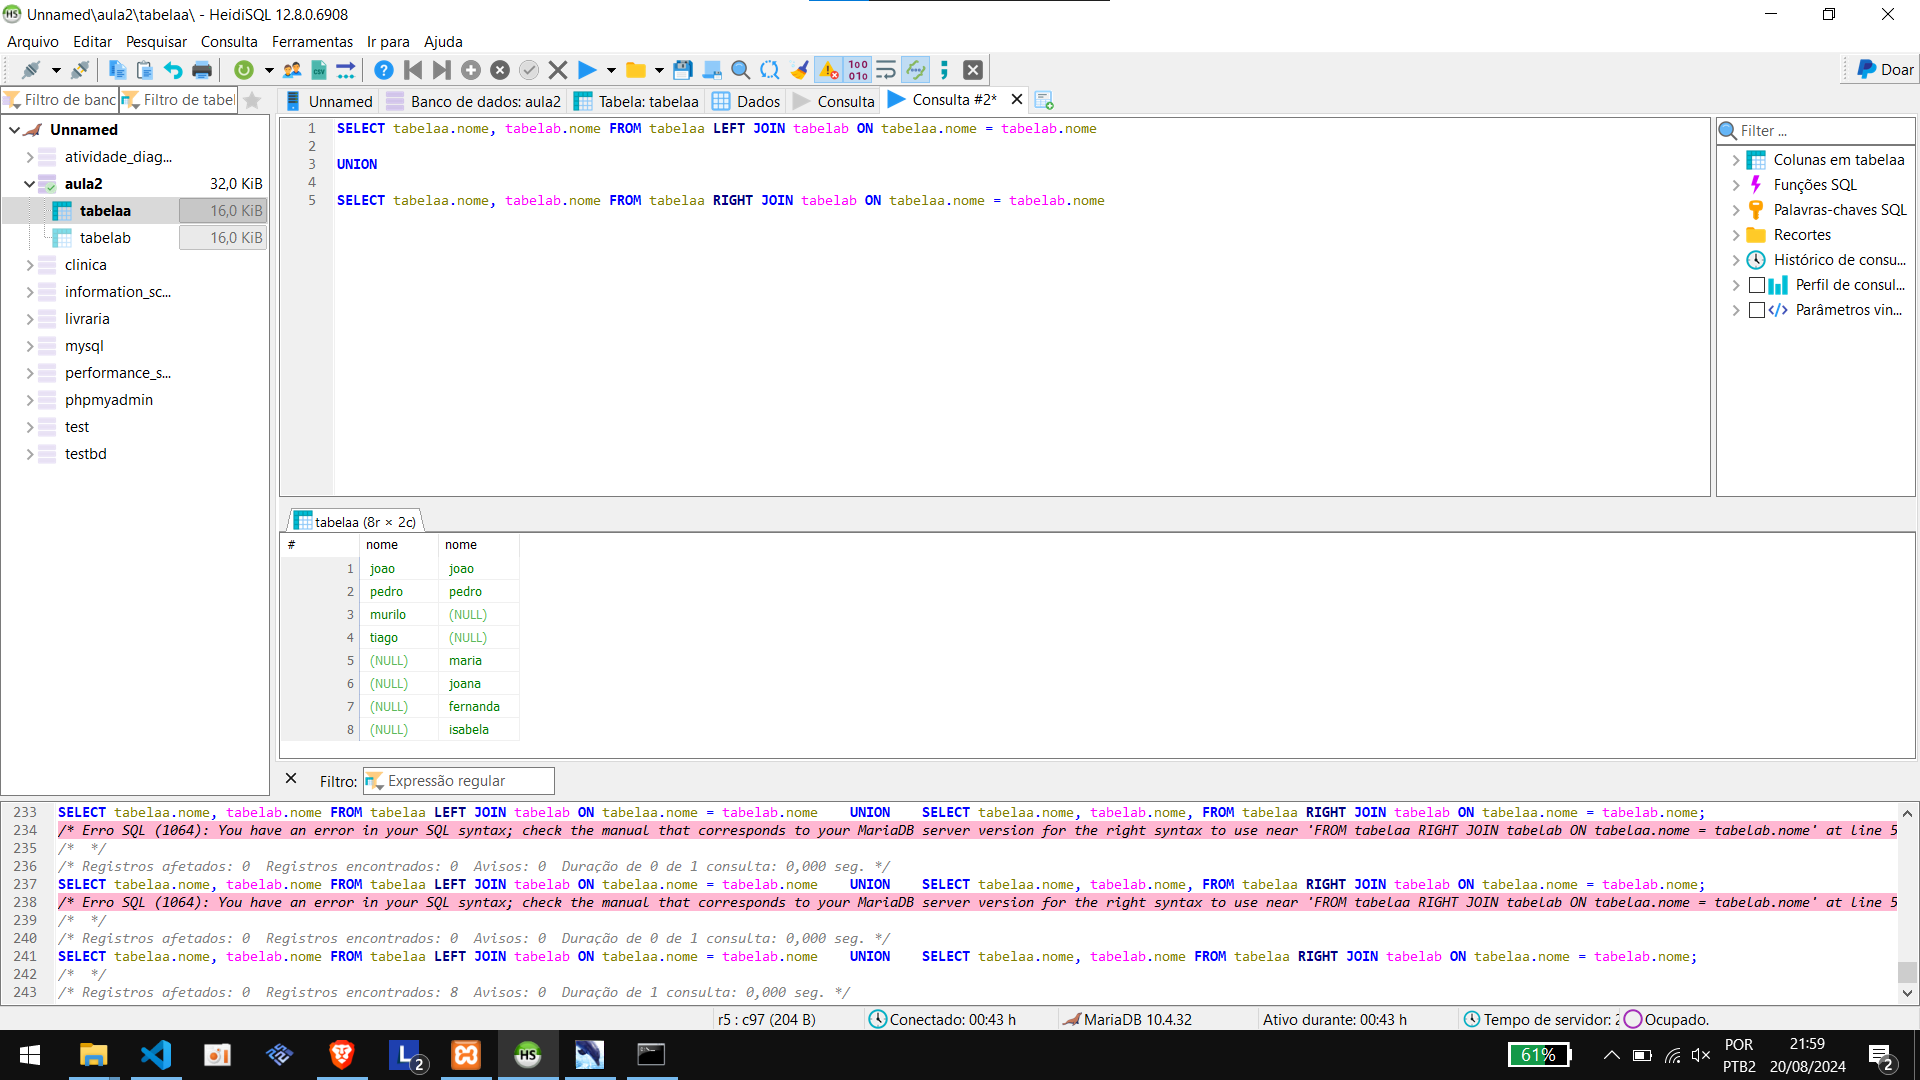 Unnamed\aula2\tabelaa\ - HeidiSQL 12.8.0.6908
Arquivo Editar Pesquisar Consulta Ferramentas Ir para Ajuda
Doar
Filtro de banc Filtro de tabel
Unnamed Banco de dados: aula2 Tabela: tabelaa Dados Consulta Consulta #2*
Unnamed
atividade_diag...
aula2 32,0 KiB
tabelaa 16,0 KiB
tabelab 16,0 KiB
clinica
information_sc...
livraria
mysql
performance_s...
phpmyadmin
test
testbd
1 SELECT tabelaa.nome, tabelab.nome FROM tabelaa LEFT JOIN tabelab ON tabelaa.nome = tabelab.nome
2
3 UNION
4
5 SELECT tabelaa.nome, tabelab.nome FROM tabelaa RIGHT JOIN tabelab ON tabelaa.nome = tabelab.nome
Filter ...
Colunas em tabelaa
Funções SQL
Palavras-chaves SQL
Recortes
Histórico de consu...
Perfil de consul...
Parâmetros vin...
tabelaa (8r × 2c)
# nome nome
1 joao joao
2 pedro pedro
3 murilo (NULL)
4 tiago (NULL)
5 (NULL) maria
6 (NULL) joana
7 (NULL) fernanda
8 (NULL) isabela
Filtro: Expressão regular
233 SELECT tabelaa.nome, tabelab.nome FROM tabelaa LEFT JOIN tabelab ON tabelaa.nome = tabelab.nome UNION SELECT tabelaa.nome, tabelab.nome, FROM tabelaa RIGHT JOIN tabelab ON tabelaa.nome = tabelab.nome;
234 /* Erro SQL (1064): You have an error in your SQL syntax; check the manual that corresponds to your MariaDB server version for the right syntax to use near 'FROM tabelaa RIGHT JOIN tabelab ON tabelaa.nome = tabelab.nome' at line 5
235 /* */
236 /* Registros afetados: 0 Registros encontrados: 0 Avisos: 0 Duração de 0 de 1 consulta: 0,000 seg. */
237 SELECT tabelaa.nome, tabelab.nome FROM tabelaa LEFT JOIN tabelab ON tabelaa.nome = tabelab.nome UNION SELECT tabelaa.nome, tabelab.nome, FROM tabelaa RIGHT JOIN tabelab ON tabelaa.nome = tabelab.nome;
238 /* Erro SQL (1064): You have an error in your SQL syntax; check the manual that corresponds to your MariaDB server version for the right syntax to use near 'FROM tabelaa RIGHT JOIN tabelab ON tabelaa.nome = tabelab.nome' at line 5
239 /* */
240 /* Registros afetados: 0 Registros encontrados: 0 Avisos: 0 Duração de 0 de 1 consulta: 0,000 seg. */
241 SELECT tabelaa.nome, tabelab.nome FROM tabelaa LEFT JOIN tabelab ON tabelaa.nome = tabelab.nome UNION SELECT tabelaa.nome, tabelab.nome FROM tabelaa RIGHT JOIN tabelab ON tabelaa.nome = tabelab.nome;
242 /* */
243 /* Registros afetados: 0 Registros encontrados: 8 Avisos: 0 Duração de 1 consulta: 0,000 seg. */
r5 : c97 (204 B) Conectado: 00:43 h MariaDB 10.4.32 Ativo durante: 00:43 h Tempo de servidor: 2 Ocupado.
61% POR 21:59
PTB2 20/08/2024 2